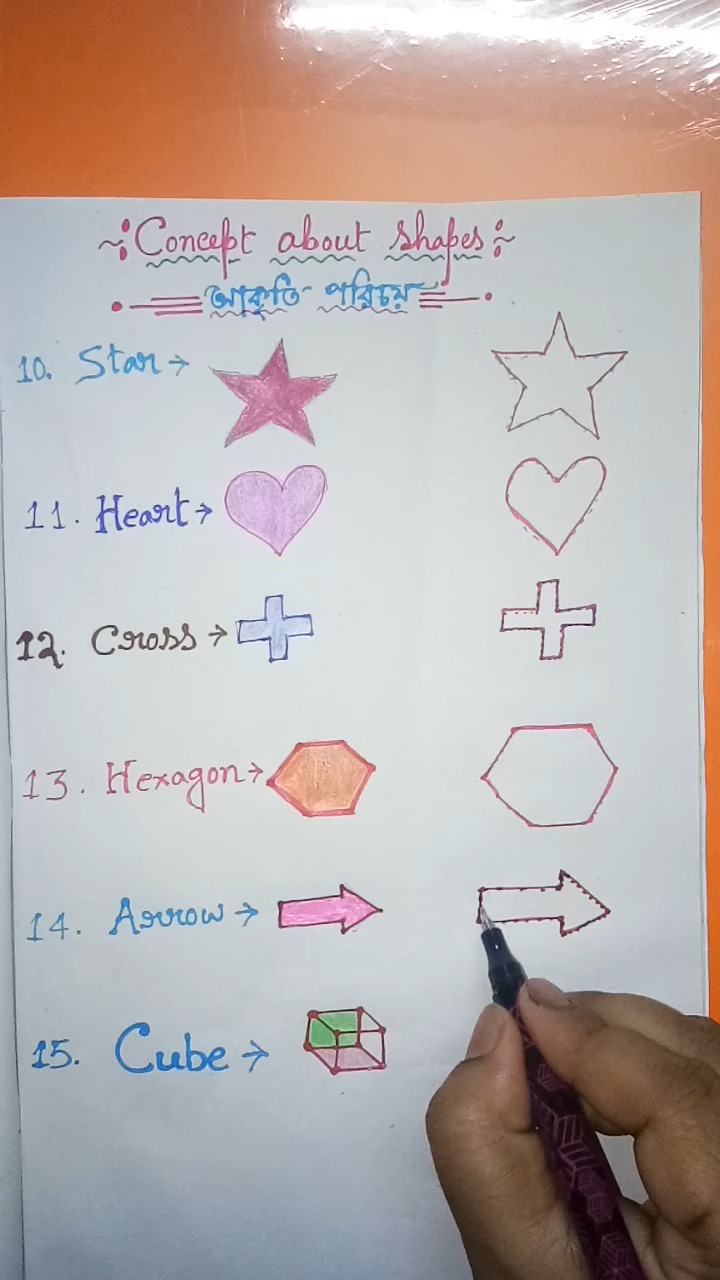 Concept about shapes
আকৃতি পরিচয়
10. Star →
11. Heart →
12. Cross →
13. Hexagon →
14. Arrow →
15. Cube →